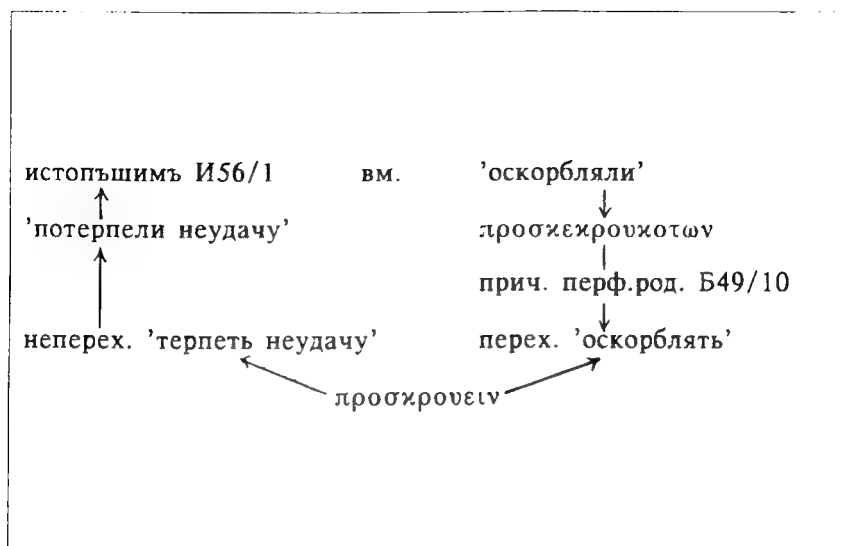 истопъшимъ И56/1 вм. 'оскорбляли'
'потерпели неудачу' προσκεκρουκοτων
прич. перф.род. Б49/10
неперех. 'терпеть неудачу' перех. 'оскорблять'
προσκρουειν